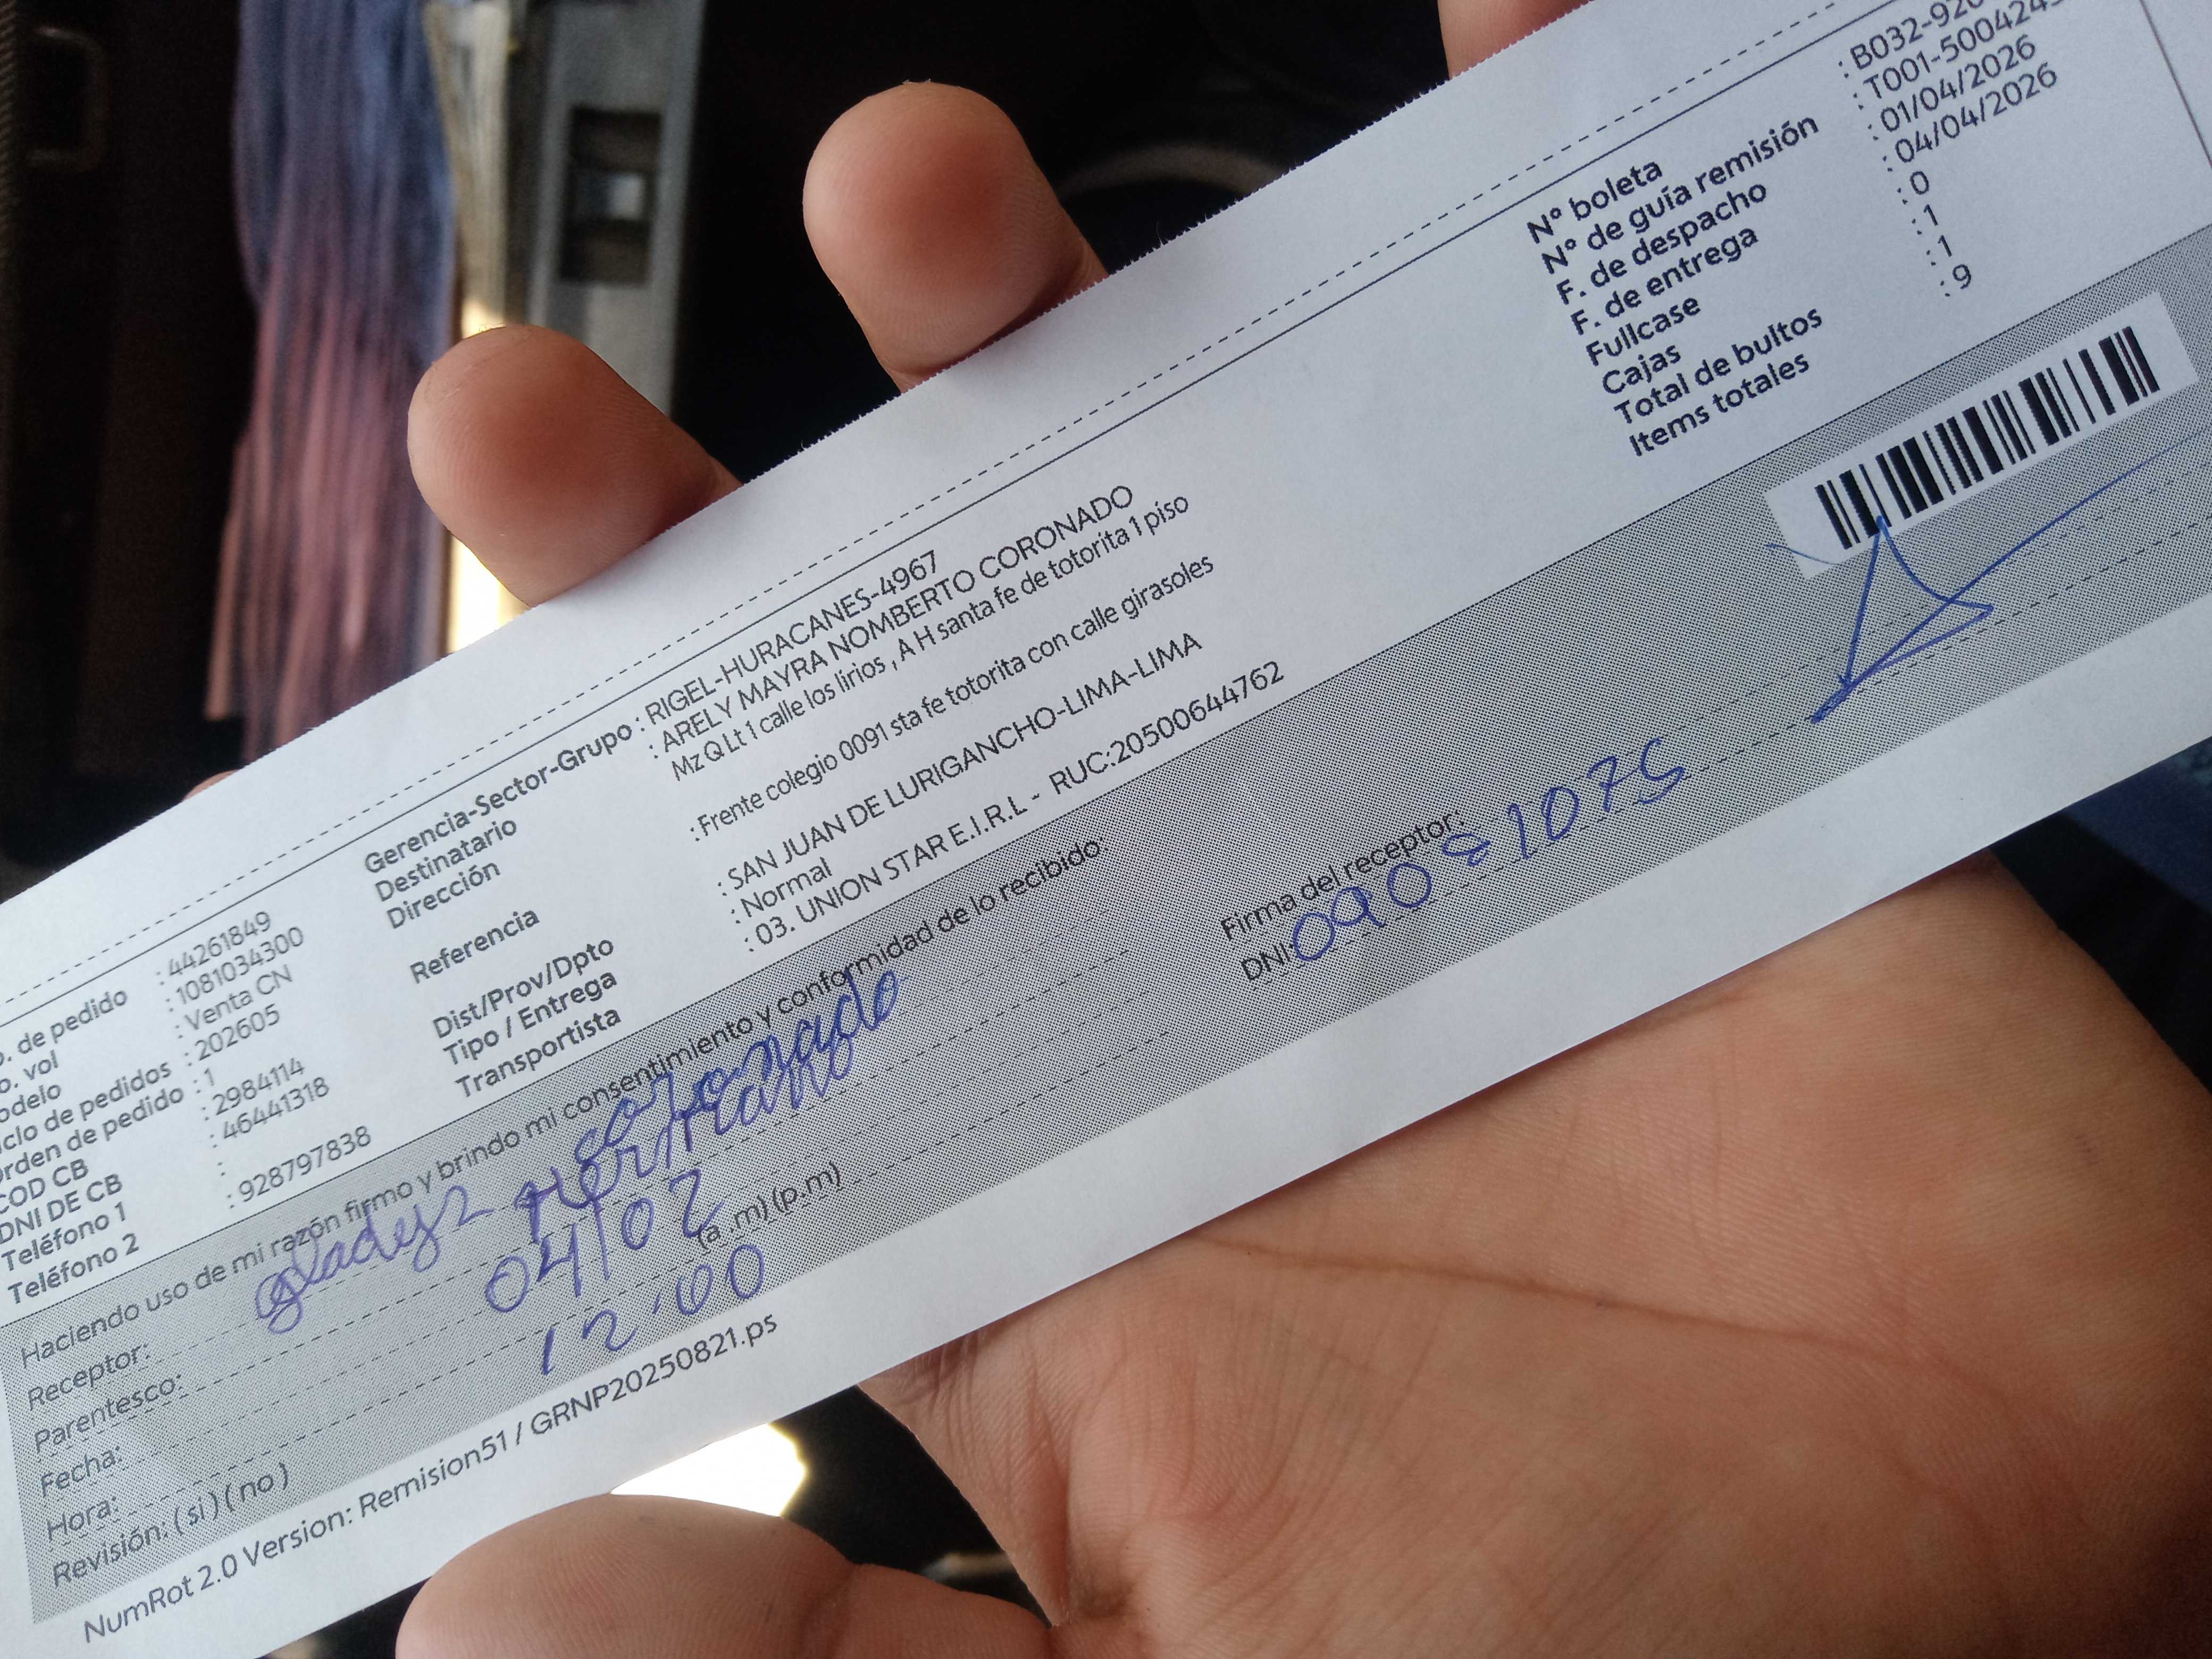 de pedido : 44261849
vol : 1081034300
odelo : Venta CN
clo de pedidos : 202605
rden de pedido : 1
COD CB : 2984114
DNI DE CB : 46441318
Teléfono 1 :
Teléfono 2 : 928797838
Gerencia-Sector-Grupo : RIGEL-HURACANES-4967
Destinatario : ARELY MAYRA NOMBERTO CORONADO
Dirección Mz Q Lt 1 calle los lirios , A H santa fe de totorita 1 piso
Referencia : Frente colegio 0091 sta fe totorita con calle girasoles
Dist/Prov/Dpto : SAN JUAN DE LURIGANCHO-LIMA-LIMA
Tipo / Entrega : Normal
Transportista : 03. UNION STAR E.I.R.L - RUC:20500644762
N° boleta : B032-920
N° de guía remisión : T001-500424
F. de despacho : 01/04/2026
F. de entrega : 04/04/2026
Fullcase : 0
Cajas : 1
Total de bultos : 1
Items totales : 9
Haciendo uso de mi razón firmo y brindo mi consentimiento y conformidad de lo recibido:
coronado
Receptor: gladyz
Parentesco:
Fecha: 04/02
Hora: 12:00 (a .m) (p.m)
Revisión: ( si ) ( no )
Firma del receptor:
DNI:
NumRot 2.0 Version: Remision51 / GRNP20250821.ps